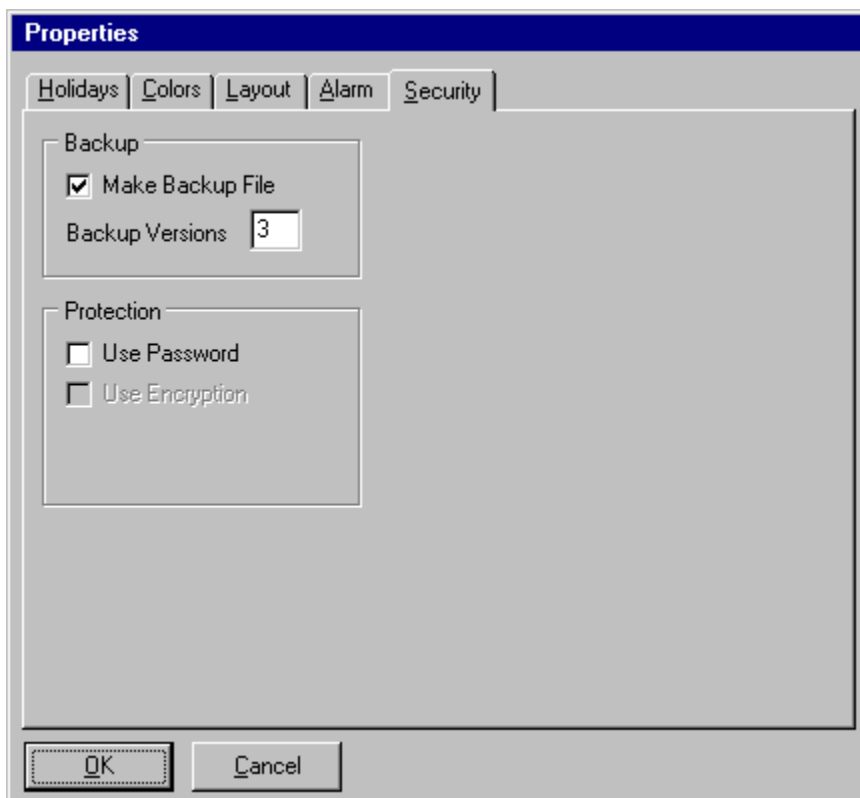 Properties
Holidays Colors Layout Alarm Security
Backup
Make Backup File
Backup Versions 3
Protection
Use Password
Use Encryption
OK Cancel